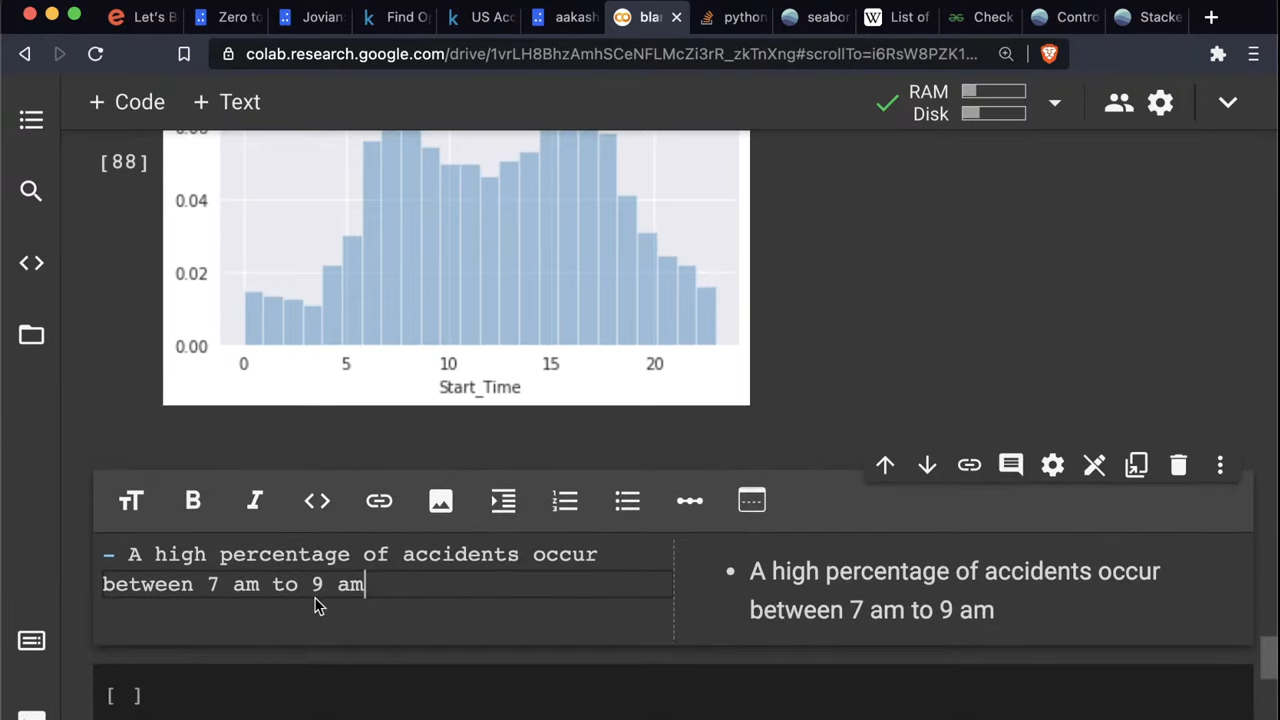 Let's B
Zero to
Jovian:
Find O
US Acc
aakash
bla
python
seabor
List of
Check
Contro
Stacke
colab.research.google.com/drive/1vrLH8BhzAmhSCeNFLMcZi3rR_zkTnXng#scrollTo=i6RsW8PZK1...
+ Code + Text
RAM
Disk
[88]
0.06
0.04
0.02
0.00
0 5 10 15 20
Start_Time
- A high percentage of accidents occur
between 7 am to 9 am
• A high percentage of accidents occur
between 7 am to 9 am
[ ]